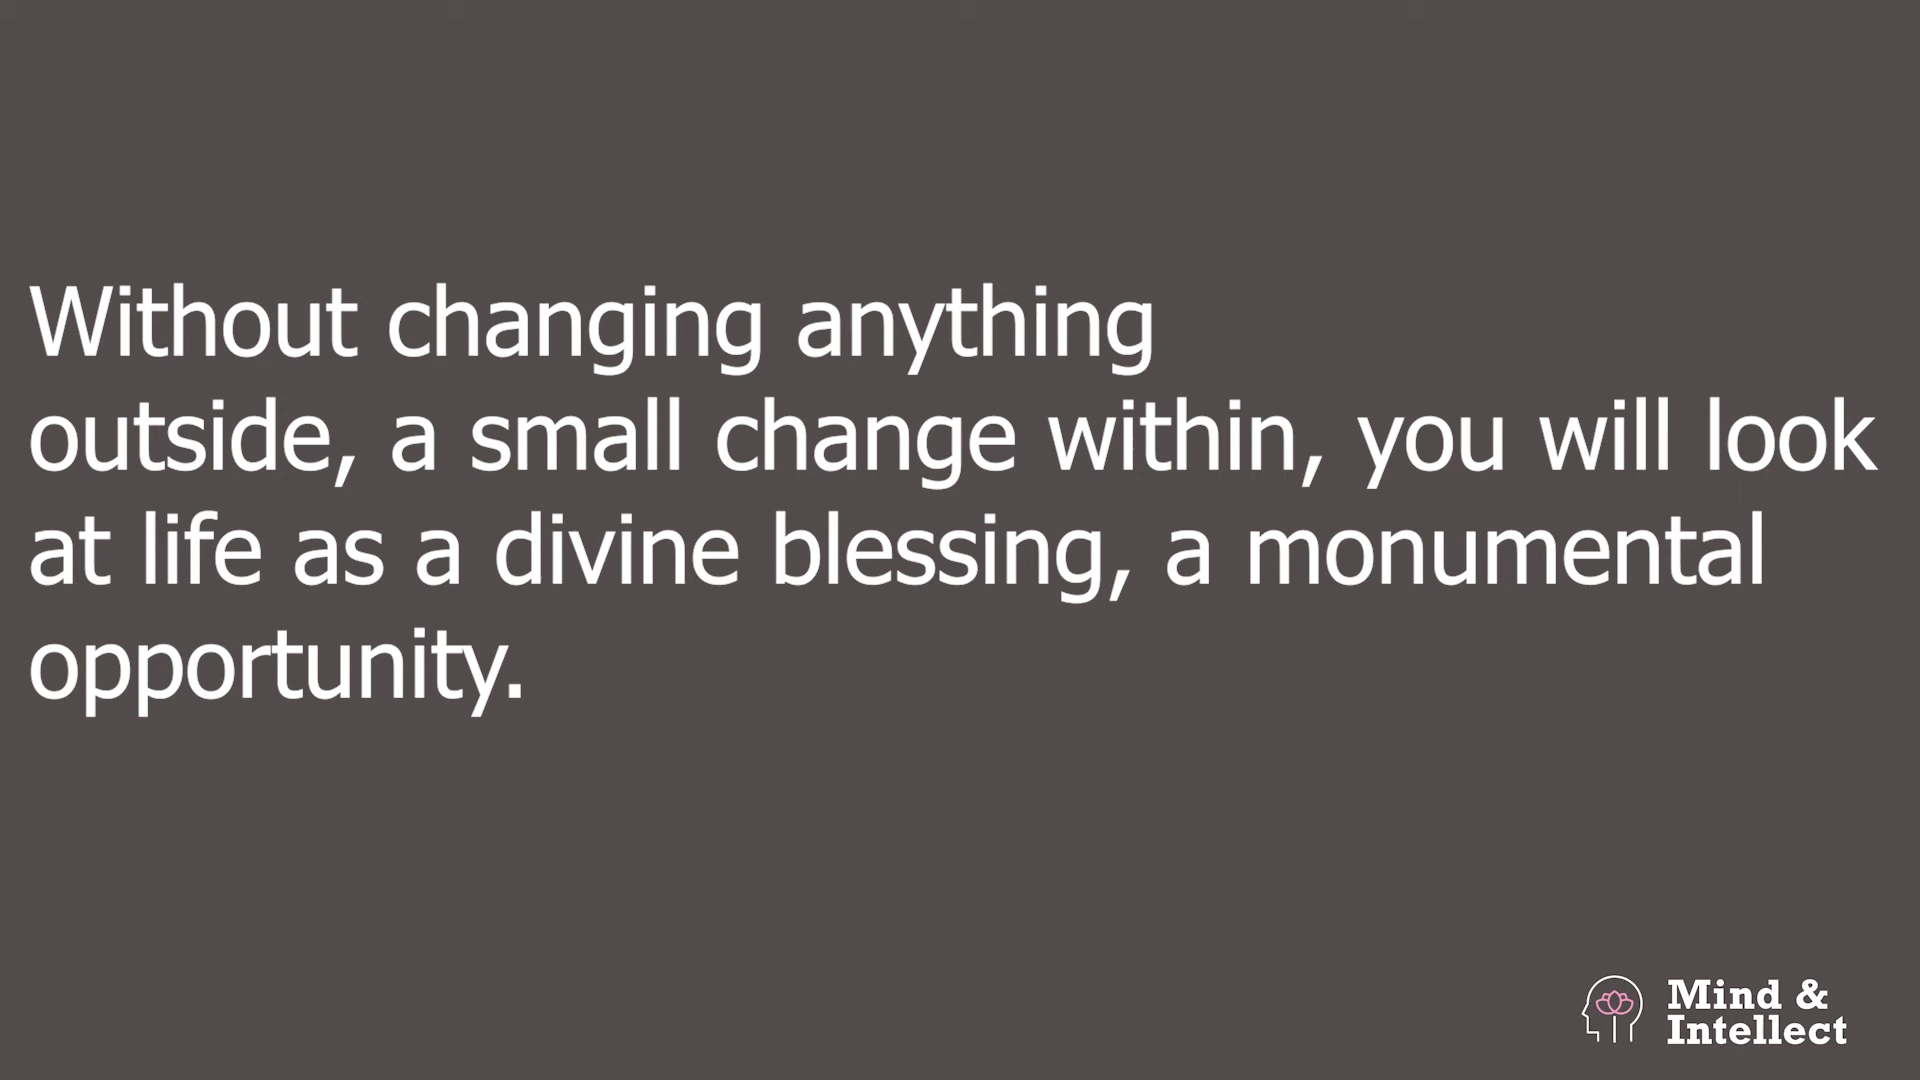 Without changing anything
outside, a small change within, you will look
at life as a divine blessing, a monumental
opportunity.
Mind &
Intellect